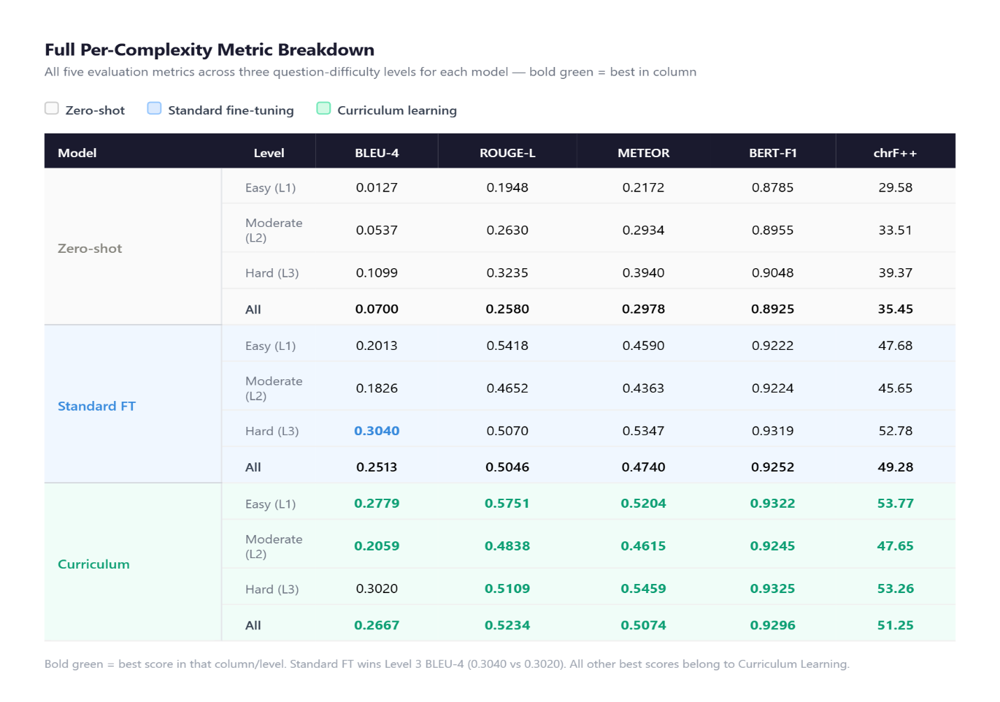 Full Per-Complexity Metric Breakdown
All five evaluation metrics across three question-difficulty levels for each model — bold green = best in column
Zero-shot Standard fine-tuning Curriculum learning
Model Level BLEU-4 ROUGE-L METEOR BERT-F1 chrF++
Zero-shot
Easy (L1) 0.0127 0.1948 0.2172 0.8785 29.58
Moderate
(L2) 0.0537 0.2630 0.2934 0.8955 33.51
Hard (L3) 0.1099 0.3235 0.3940 0.9048 39.37
All 0.0700 0.2580 0.2978 0.8925 35.45
Standard FT
Easy (L1) 0.2013 0.5418 0.4590 0.9222 47.68
Moderate
(L2) 0.1826 0.4652 0.4363 0.9224 45.65
Hard (L3) 0.3040 0.5070 0.5347 0.9319 52.78
All 0.2513 0.5046 0.4740 0.9252 49.28
Curriculum
Easy (L1) 0.2779 0.5751 0.5204 0.9322 53.77
Moderate
(L2) 0.2059 0.4838 0.4615 0.9245 47.65
Hard (L3) 0.3020 0.5109 0.5459 0.9325 53.26
All 0.2667 0.5234 0.5074 0.9296 51.25
Bold green = best score in that column/level. Standard FT wins Level 3 BLEU-4 (0.3040 vs 0.3020). All other best scores belong to Curriculum Learning.